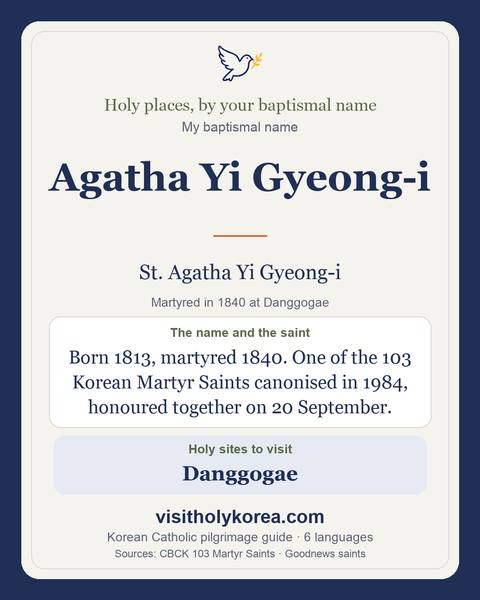 Holy places, by your baptismal name
My baptismal name
Agatha Yi Gyeong-i
St. Agatha Yi Gyeong-i
Martyred in 1840 at Danggogae
The name and the saint
Born 1813, martyred 1840. One of the 103
Korean Martyr Saints canonised in 1984,
honoured together on 20 September.
Holy sites to visit
Danggogae
visitholykorea.com
Korean Catholic pilgrimage guide · 6 languages
Sources: CBCK 103 Martyr Saints · Goodnews saints